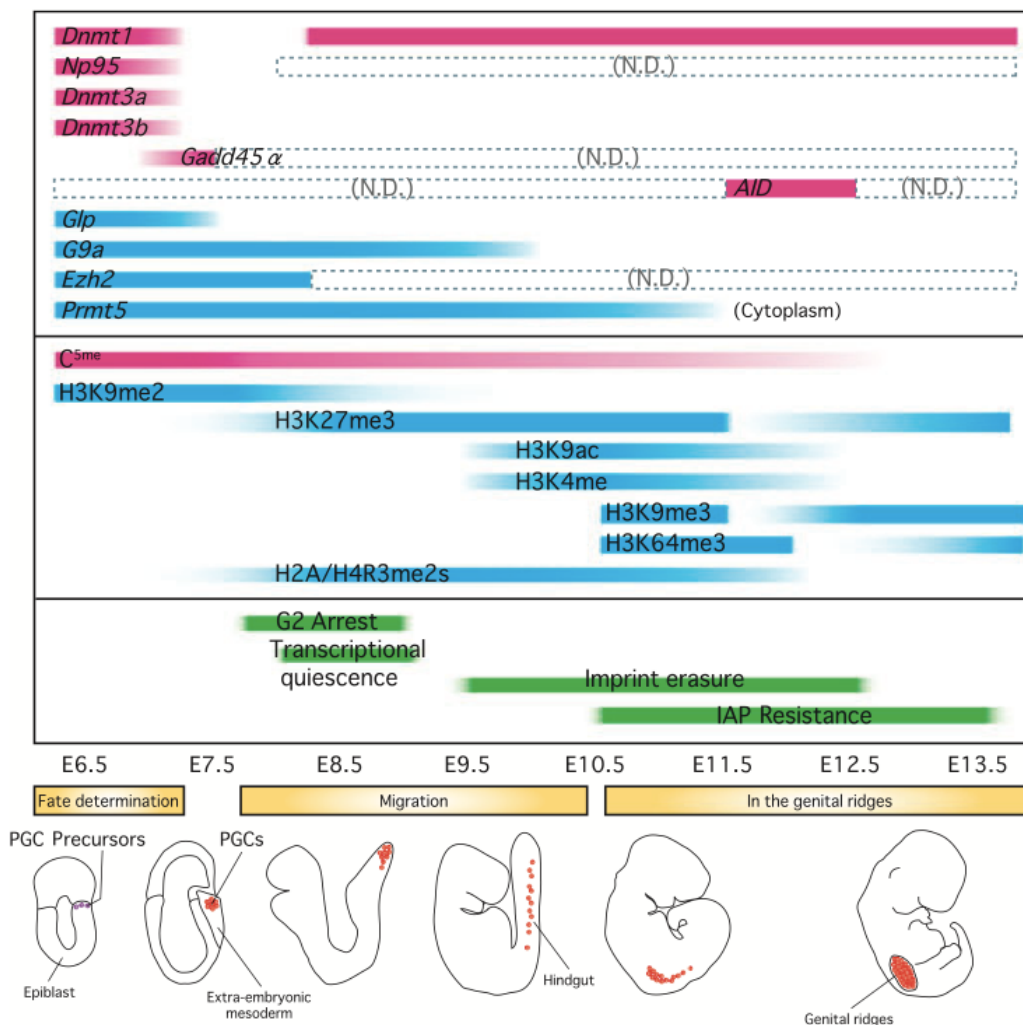 Dnmt1
Np95
(N.D.)
Dnmt3a
Dnmt3b
Gadd45 α
(N.D.)
(N.D.)
AID
(N.D.)
Glp
G9a
Ezh2
(N.D.)
Prmt5
(Cytoplasm)
C5me
H3K9me2
H3K27me3
H3K9ac
H3K4me
H3K9me3
H3K64me3
H2A/H4R3me2s
G2 Arrest
Transcriptional
quiescence
Imprint erasure
IAP Resistance
E6.5 E7.5 E8.5 E9.5 E10.5 E11.5 E12.5 E13.5
Fate determination
Migration
In the genital ridges
PGC Precursors
PGCs
Epiblast
Extra-embryonic
mesoderm
Hindgut
Genital ridges